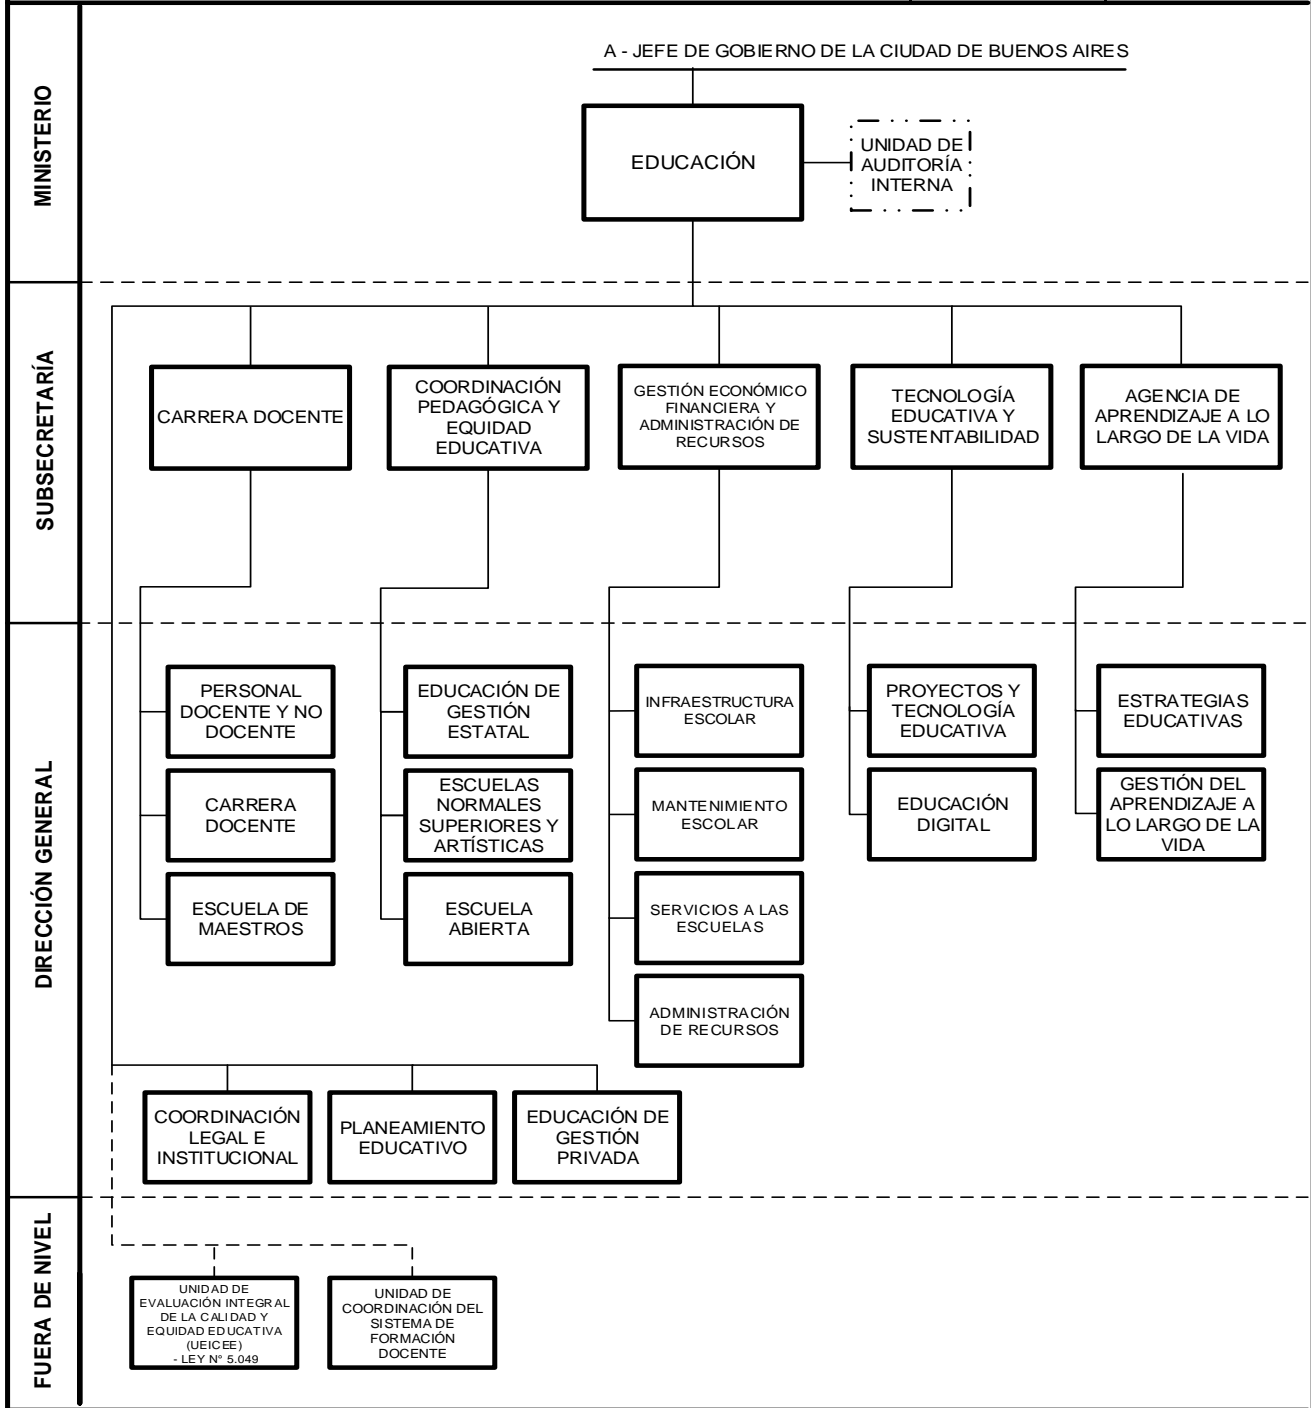 MINISTERIO
A - JEFE DE GOBIERNO DE LA CIUDAD DE BUENOS AIRES
EDUCACIÓN
UNIDAD DE
AUDITORÍA
INTERNA
SUBSECRETARÍA
CARRERA DOCENTE
COORDINACIÓN
PEDAGÓGICA Y
EQUIDAD
EDUCATIVA
GESTIÓN ECONÓMICO
FINANCIERA Y
ADMINISTRACIÓN DE
RECURSOS
TECNOLOGÍA
EDUCATIVA Y
SUSTENTABILIDAD
AGENCIA DE
APRENDIZAJE A LO
LARGO DE LA VIDA
DIRECCIÓN GENERAL
PERSONAL
DOCENTE Y NO
DOCENTE
CARRERA
DOCENTE
ESCUELA DE
MAESTROS
EDUCACIÓN DE
GESTIÓN
ESTATAL
ESCUELAS
NORMALES
SUPERIORES Y
ARTÍSTICAS
ESCUELA
ABIERTA
INFRAESTRUCTURA
ESCOLAR
MANTENIMIENTO
ESCOLAR
SERVICIOS A LAS
ESCUELAS
ADMINISTRACIÓN
DE RECURSOS
PROYECTOS Y
TECNOLOGÍA
EDUCATIVA
EDUCACIÓN
DIGITAL
ESTRATEGIAS
EDUCATIVAS
GESTIÓN DEL
APRENDIZAJE A
LO LARGO DE LA
VIDA
COORDINACIÓN
LEGAL E
INSTITUCIONAL
PLANEAMIENTO
EDUCATIVO
EDUCACIÓN DE
GESTIÓN
PRIVADA
FUERA DE NIVEL
UNIDAD DE
EVALUACIÓN INTEGRAL
DE LA CALIDAD Y
EQUIDAD EDUCATIVA
(UEICEE)
- LEY N° 5.049
UNIDAD DE
COORDINACIÓN DEL
SISTEMA DE
FORMACIÓN
DOCENTE